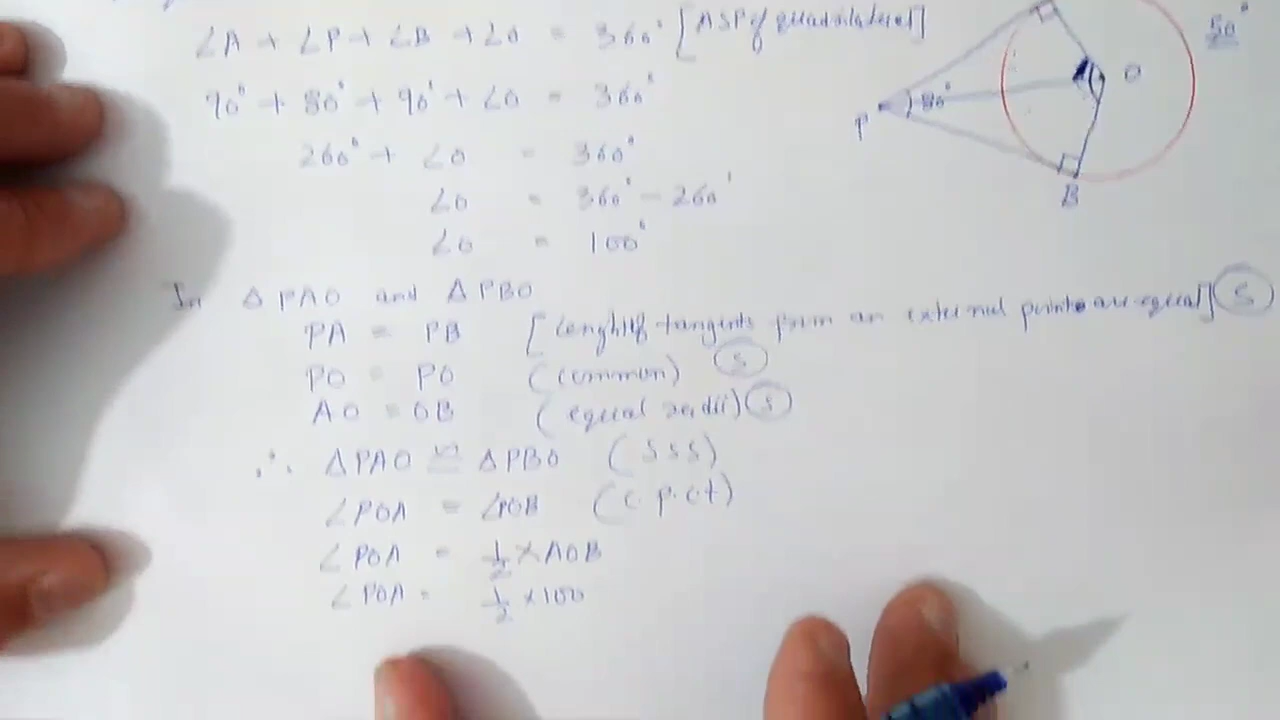 ∠A + ∠P + ∠B + ∠O = 360° [ASP of quadrilateral]
90° + 80° + 90° + ∠O = 360°
260° + ∠O = 360°
∠O = 360° - 260°
∠O = 100°
50°
O
P
80°
B
In △PAO and △PBO
PA = PB [lenght of tangents from an external point are equal] (S)
PO = PO (common) (S)
AO = OB (equal radii) (S)
∴ △PAO ≅ △PBO (SSS)
∠POA = ∠POB (c.p.c.t)
∠POA = 1/2 × AOB
∠POA = 1/2 × 100